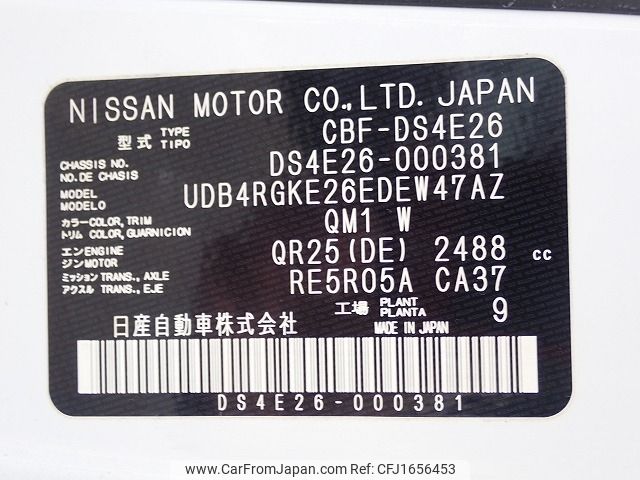 NISSAN MOTOR CO.,LTD. JAPAN
型式 TYPE TIPO CBF-DS4E26
CHASSIS NO. NO.DE CHASIS DS4E26-000381
MODEL MODELO UDB4RGKE26EDEW47AZ
カラー COLOR, TRIM トリム COLOR, GUARNICION QM1 W
エンジン ENGINE MOTOR QR25(DE) 2488 cc
ミッション TRANS., AXLE アクスル TRANS., EJE RE5R05A CA37
工場 PLANT PLANTA 9
日産自動車株式会社 MADE IN JAPAN
DS4E26-000381
www.CarFromJapan.com CFJ1656453